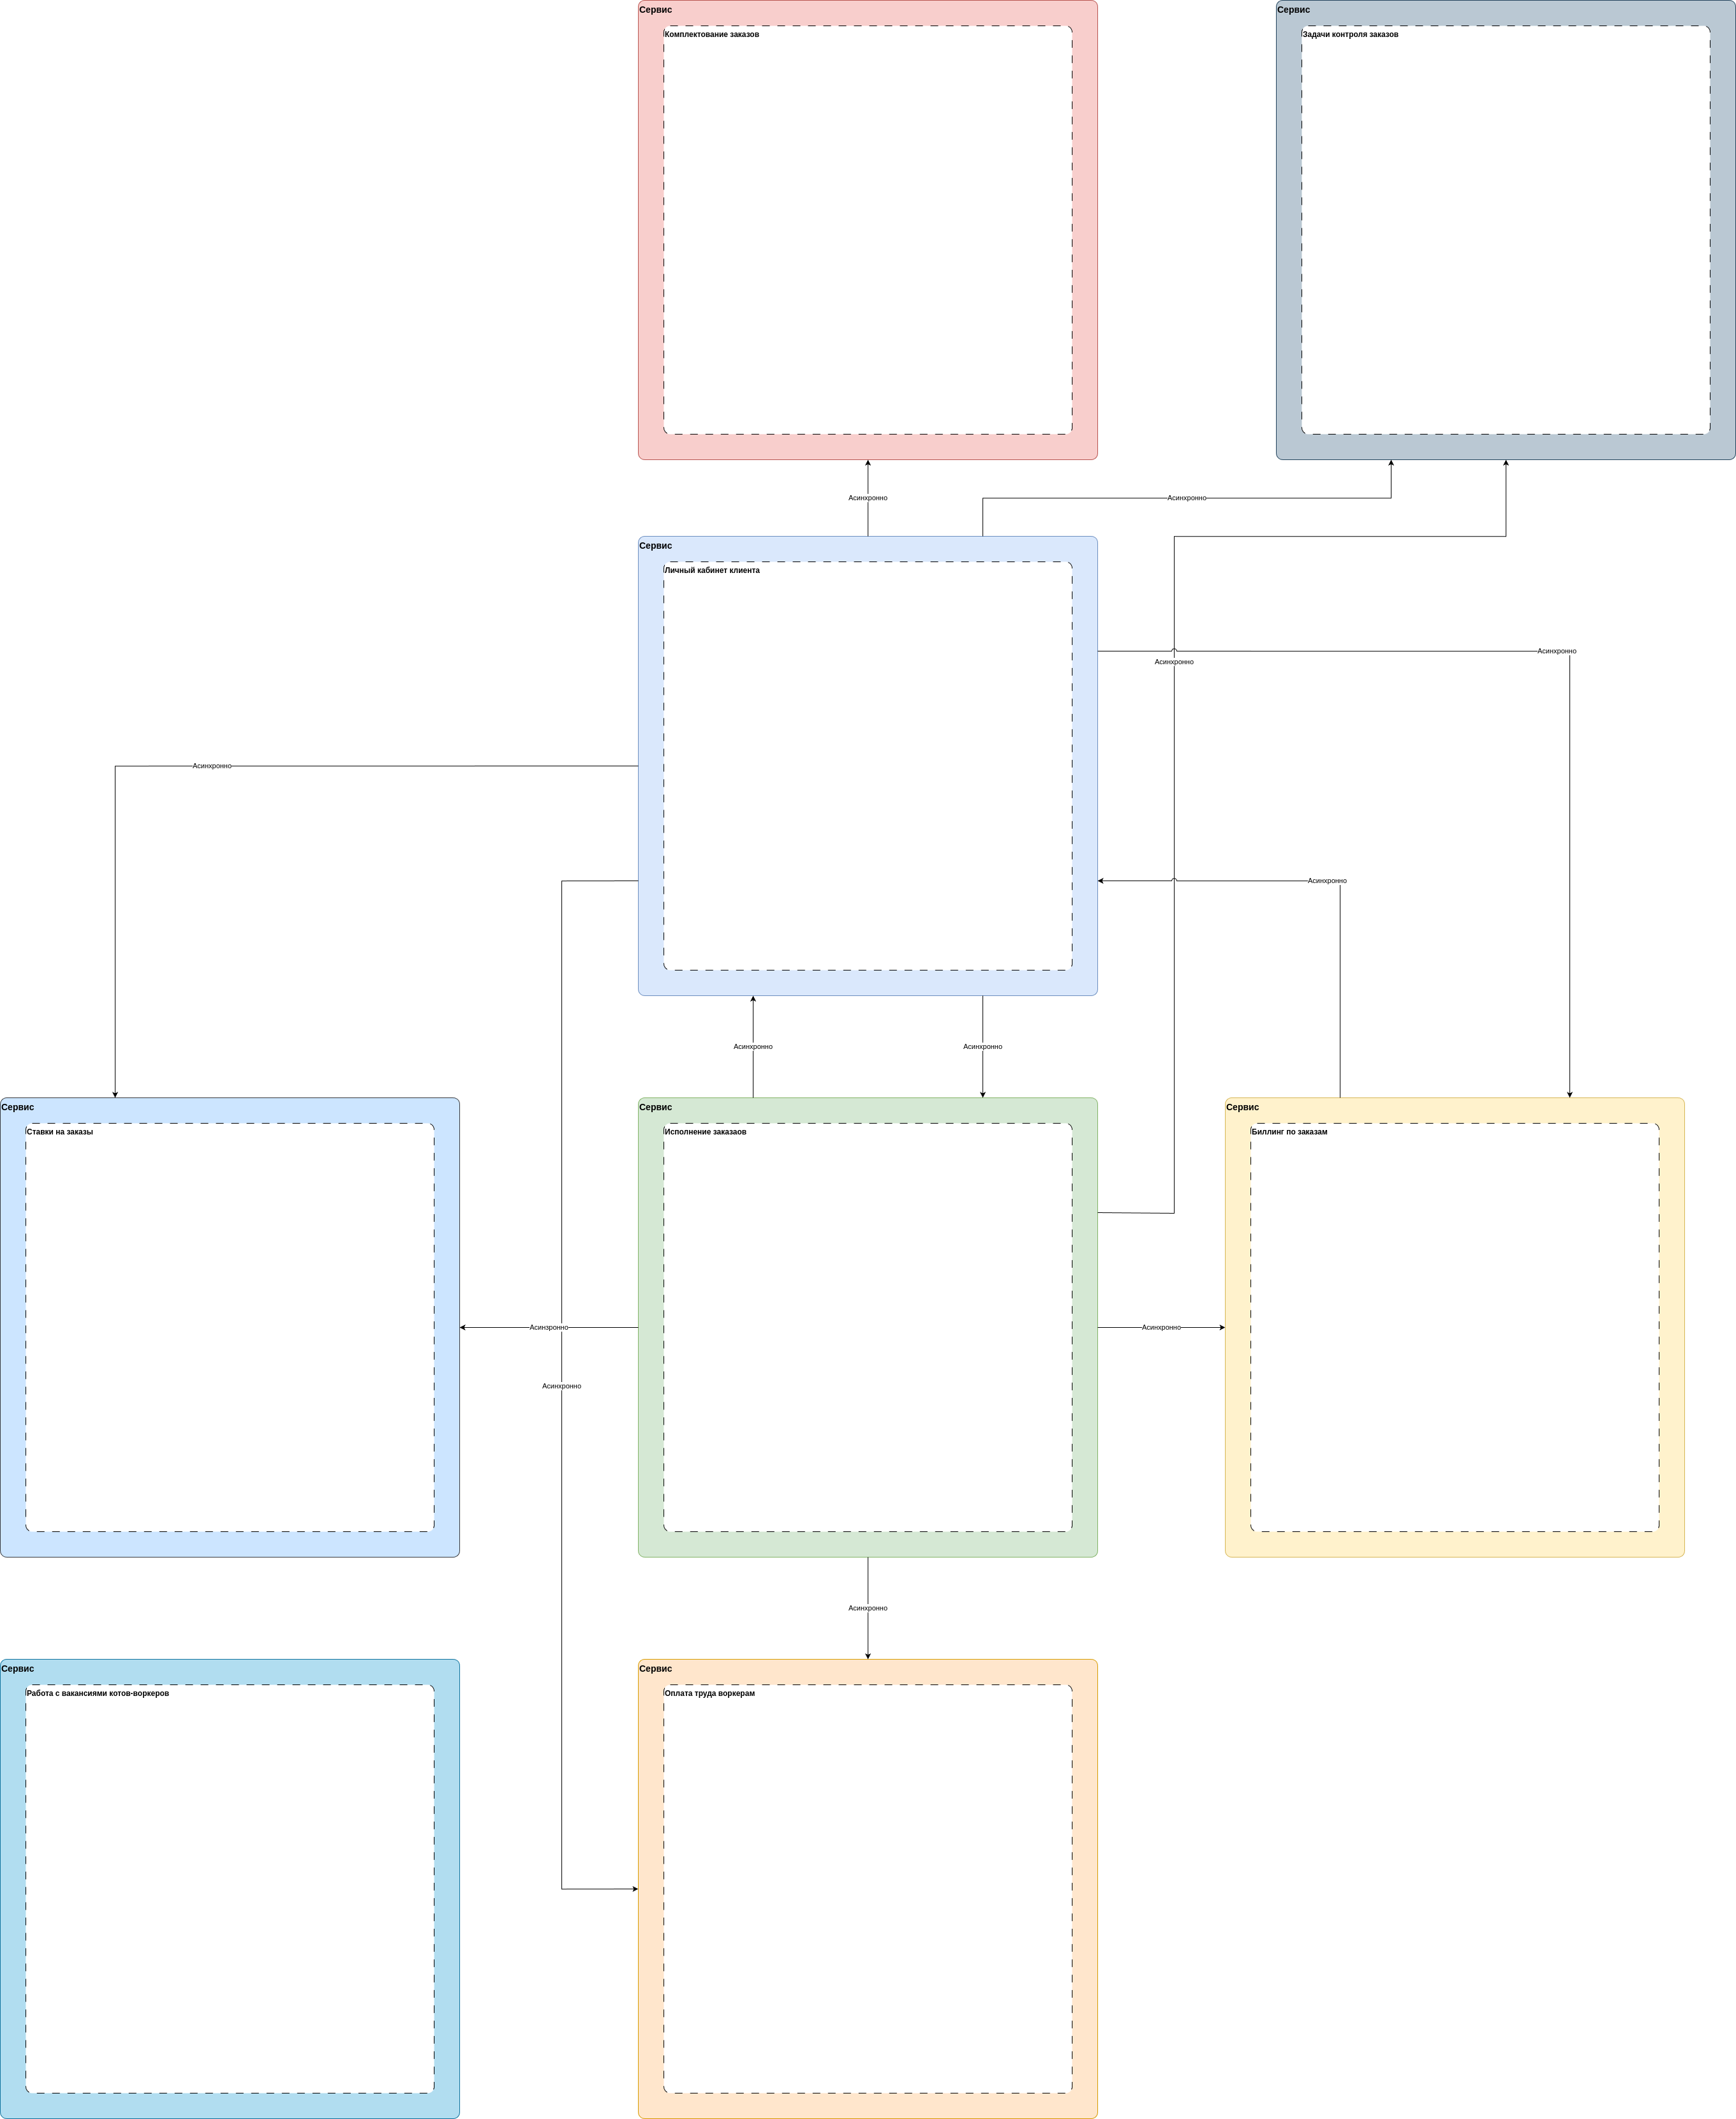 Сервис
Комплектование заказов
Сервис
Задачи контроля заказов
Асинхронно
Асинхронно
Сервис
Личный кабинет клиента
Асинхронно
Асинхронно
Асинхронно
Асинхронно
Асинхронно
Асинхронно
Сервис
Ставки на заказы
Сервис
Исполнение заказаов
Сервис
Биллинг по заказам
Асинзронно
Асинхронно
Асинхронно
Асинхронно
Сервис
Работа с вакансиями котов-воркеров
Сервис
Оплата труда воркерам